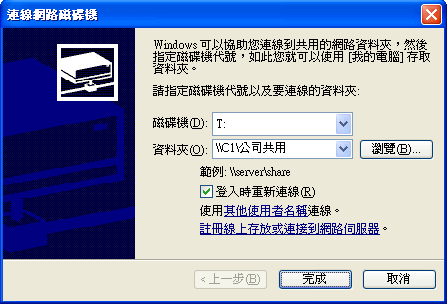 連線網路磁碟機
Windows 可以協助您連線到共用的網路資料夾，然後
指定磁碟機代號，如此您就可以使用 [我的電腦] 存取
資料夾。
請指定磁碟機代號以及要連線的資料夾:
磁碟機(D): T:
資料夾(O): \\C1\公司共用 瀏覽(B)...
範例: \\server\share
登入時重新連線(R)
使用其他使用者名稱連線。
註冊線上存放或連接到網路伺服器。
< 上一步(B) 完成 取消